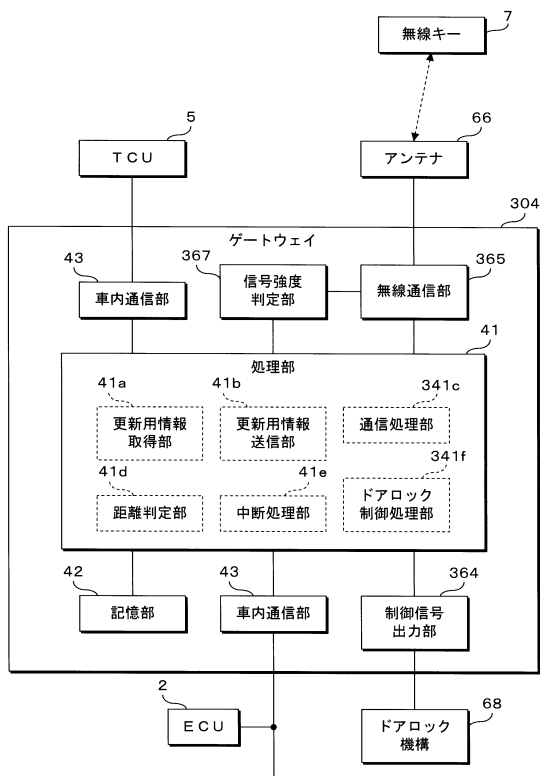 7
無線キー
5
66
ＴＣＵ
アンテナ
304
ゲートウェイ
43
367
365
車内通信部
信号強度
判定部
無線通信部
41
処理部
41a
41b
341c
更新用情報
取得部
更新用情報
送信部
通信処理部
341f
41d
41e
距離判定部
中断処理部
ドアロック
制御処理部
42
43
364
記憶部
車内通信部
制御信号
出力部
2
ＥＣＵ
68
ドアロック
機構